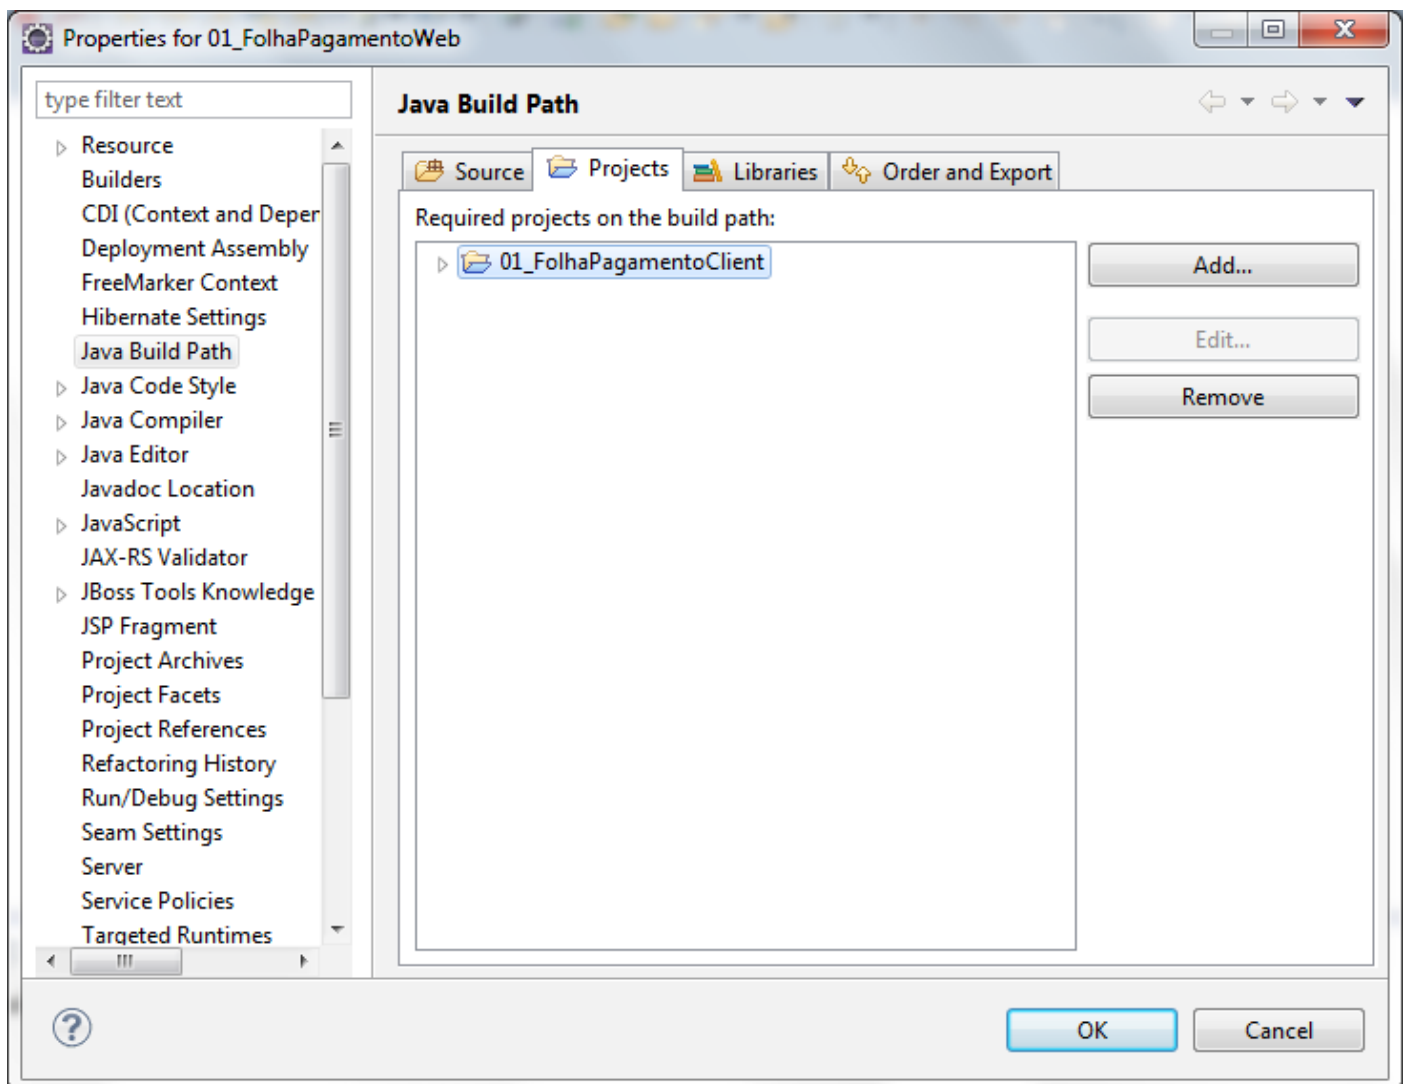 Properties for 01_FolhaPagamentoWeb
type filter text
Resource
Builders
CDI (Context and Deper
Deployment Assembly
FreeMarker Context
Hibernate Settings
Java Build Path
Java Code Style
Java Compiler
Java Editor
Javadoc Location
JavaScript
JAX-RS Validator
JBoss Tools Knowledge
JSP Fragment
Project Archives
Project Facets
Project References
Refactoring History
Run/Debug Settings
Seam Settings
Server
Service Policies
Targeted Runtimes
Java Build Path
Source Projects Libraries Order and Export
Required projects on the build path:
01_FolhaPagamentoClient
Add...
Edit...
Remove
OK Cancel